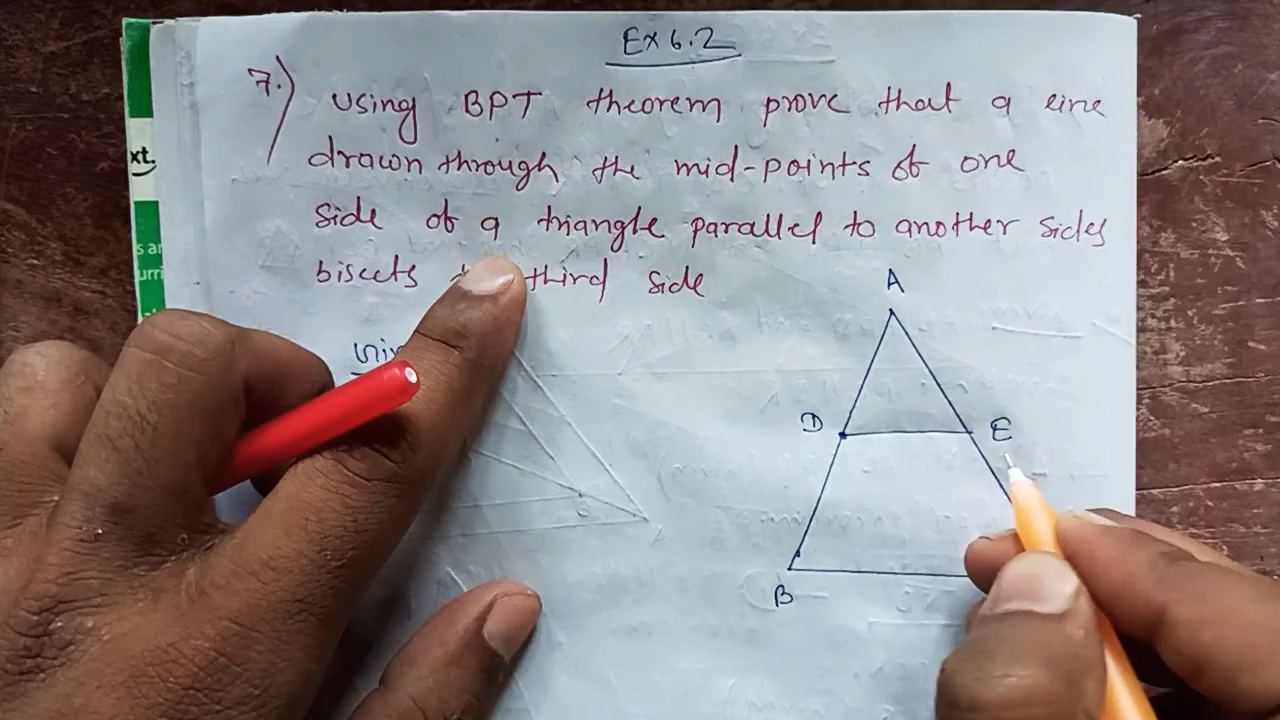 Ex 6.2
7.) Using BPT theorem prove that a line
drawn through the mid-points of one
side of a triangle parallel to another sides
bisects third side
A
xt.
D
E
B